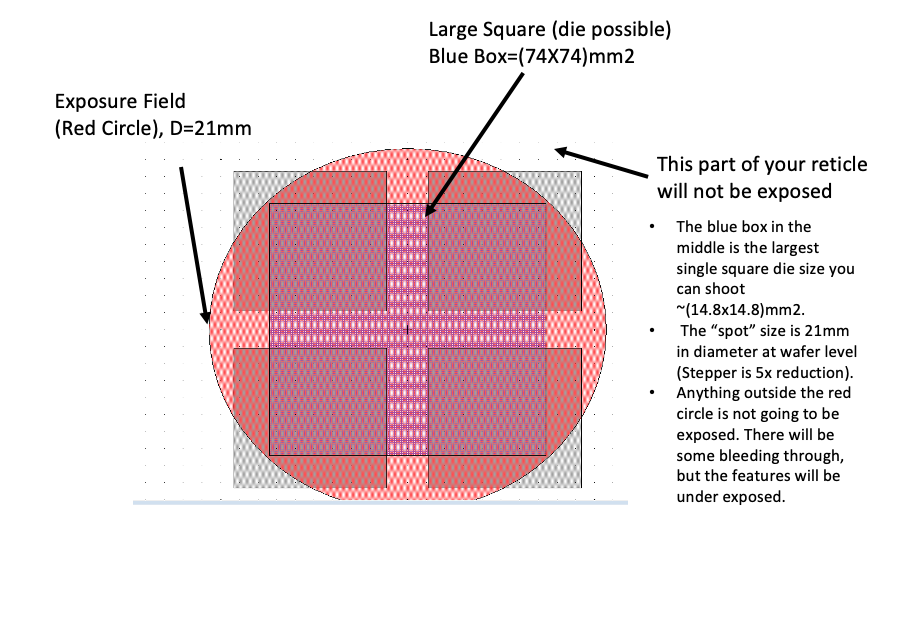 Large Square (die possible)
Blue Box=(74X74)mm2
Exposure Field
(Red Circle), D=21mm
This part of your reticle
will not be exposed
• The blue box in the
middle is the largest
single square die size you
can shoot
~(14.8x14.8)mm2.
• The “spot” size is 21mm
in diameter at wafer level
(Stepper is 5x reduction).
• Anything outside the red
circle is not going to be
exposed. There will be
some bleeding through,
but the features will be
under exposed.